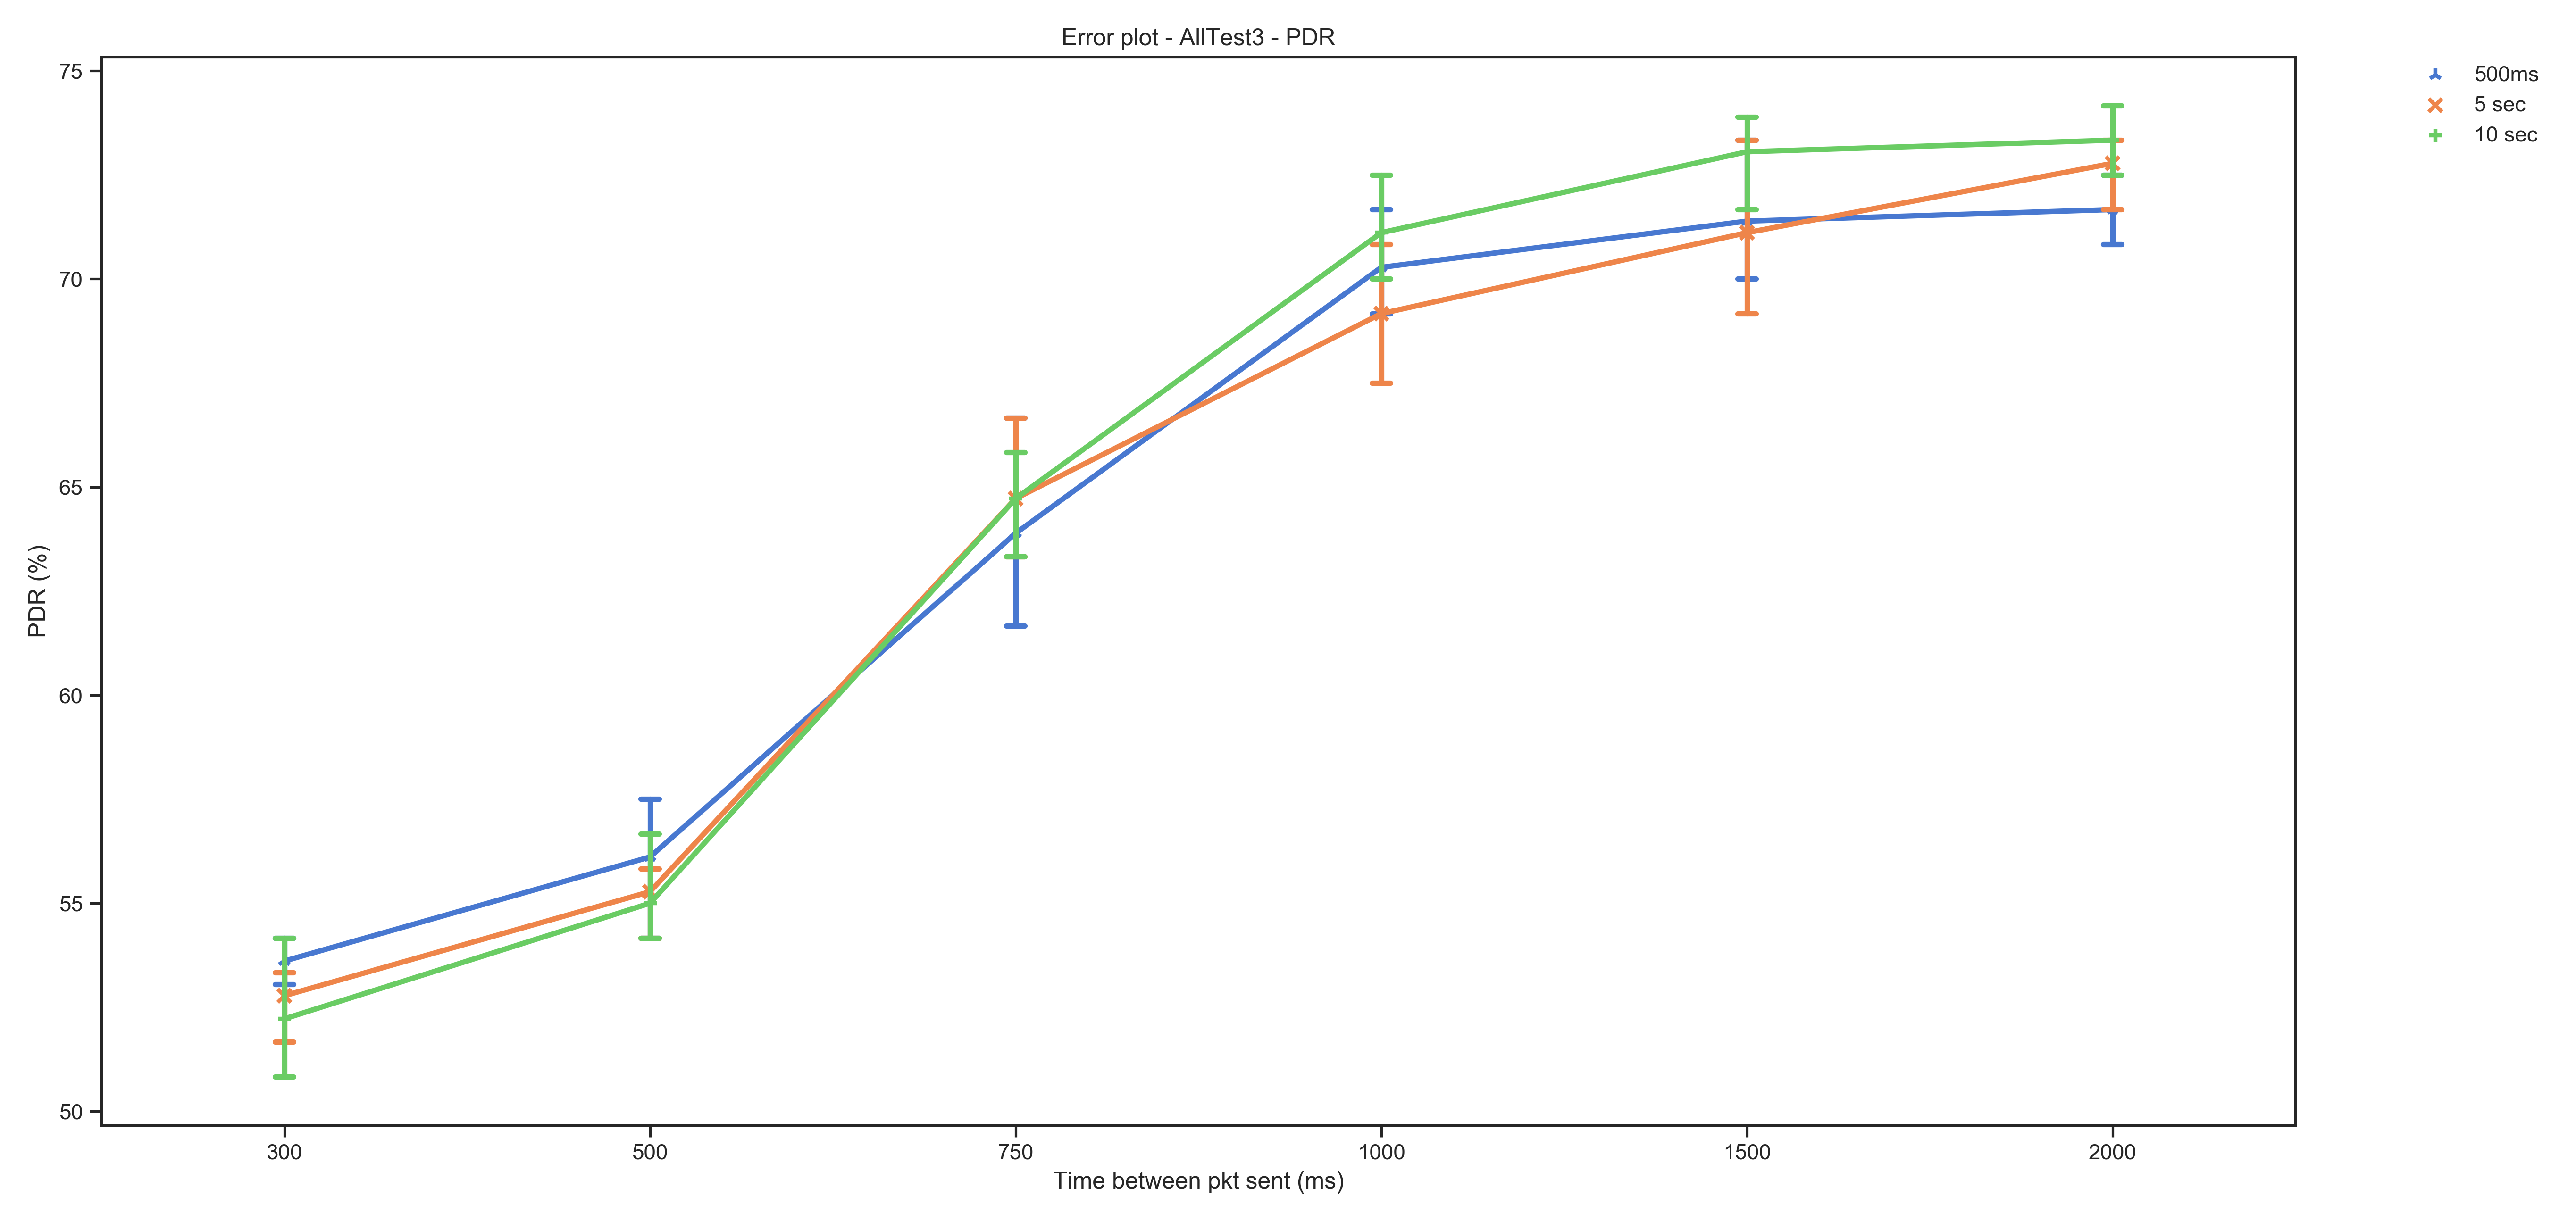 Error plot - AllTest3 - PDR
500ms
5 sec
10 sec
PDR (%)
75
70
65
60
55
50
300 500 750 1000 1500 2000
Time between pkt sent (ms)